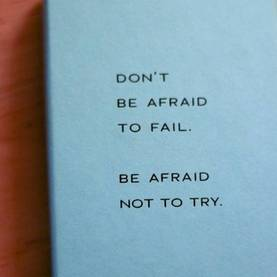 DON'T
BE AFRAID
TO FAIL.
BE AFRAID
NOT TO TRY.